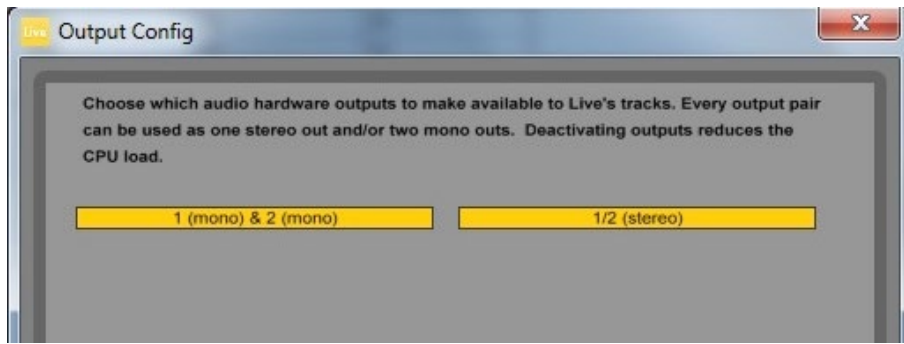 Live Output Config
Choose which audio hardware outputs to make available to Live's tracks. Every output pair
can be used as one stereo out and/or two mono outs. Deactivating outputs reduces the
CPU load.
1 (mono) & 2 (mono) 1/2 (stereo)